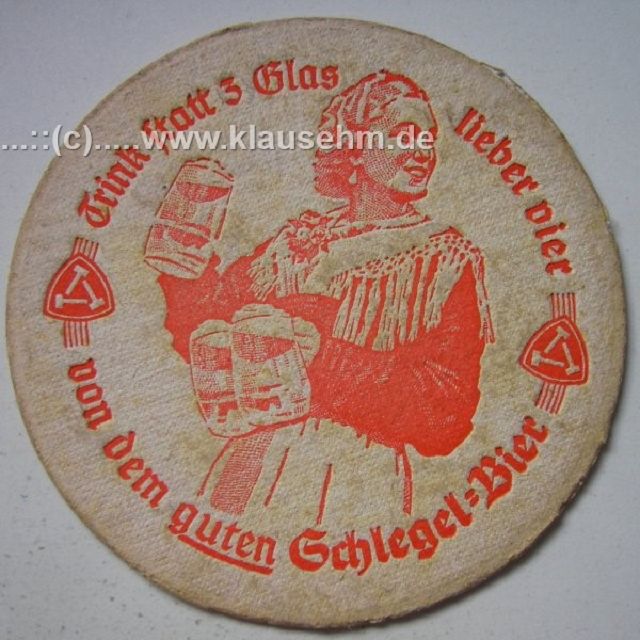 Trink statt 3 Glas
lieber vier
von dem guten Schlegel=Bier
...::(c).....www.klausehm.de